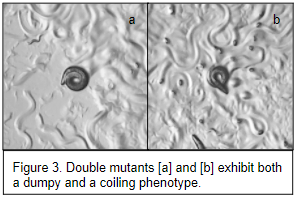 a b
Figure 3. Double mutants [a] and [b] exhibit both
a dumpy and a coiling phenotype.